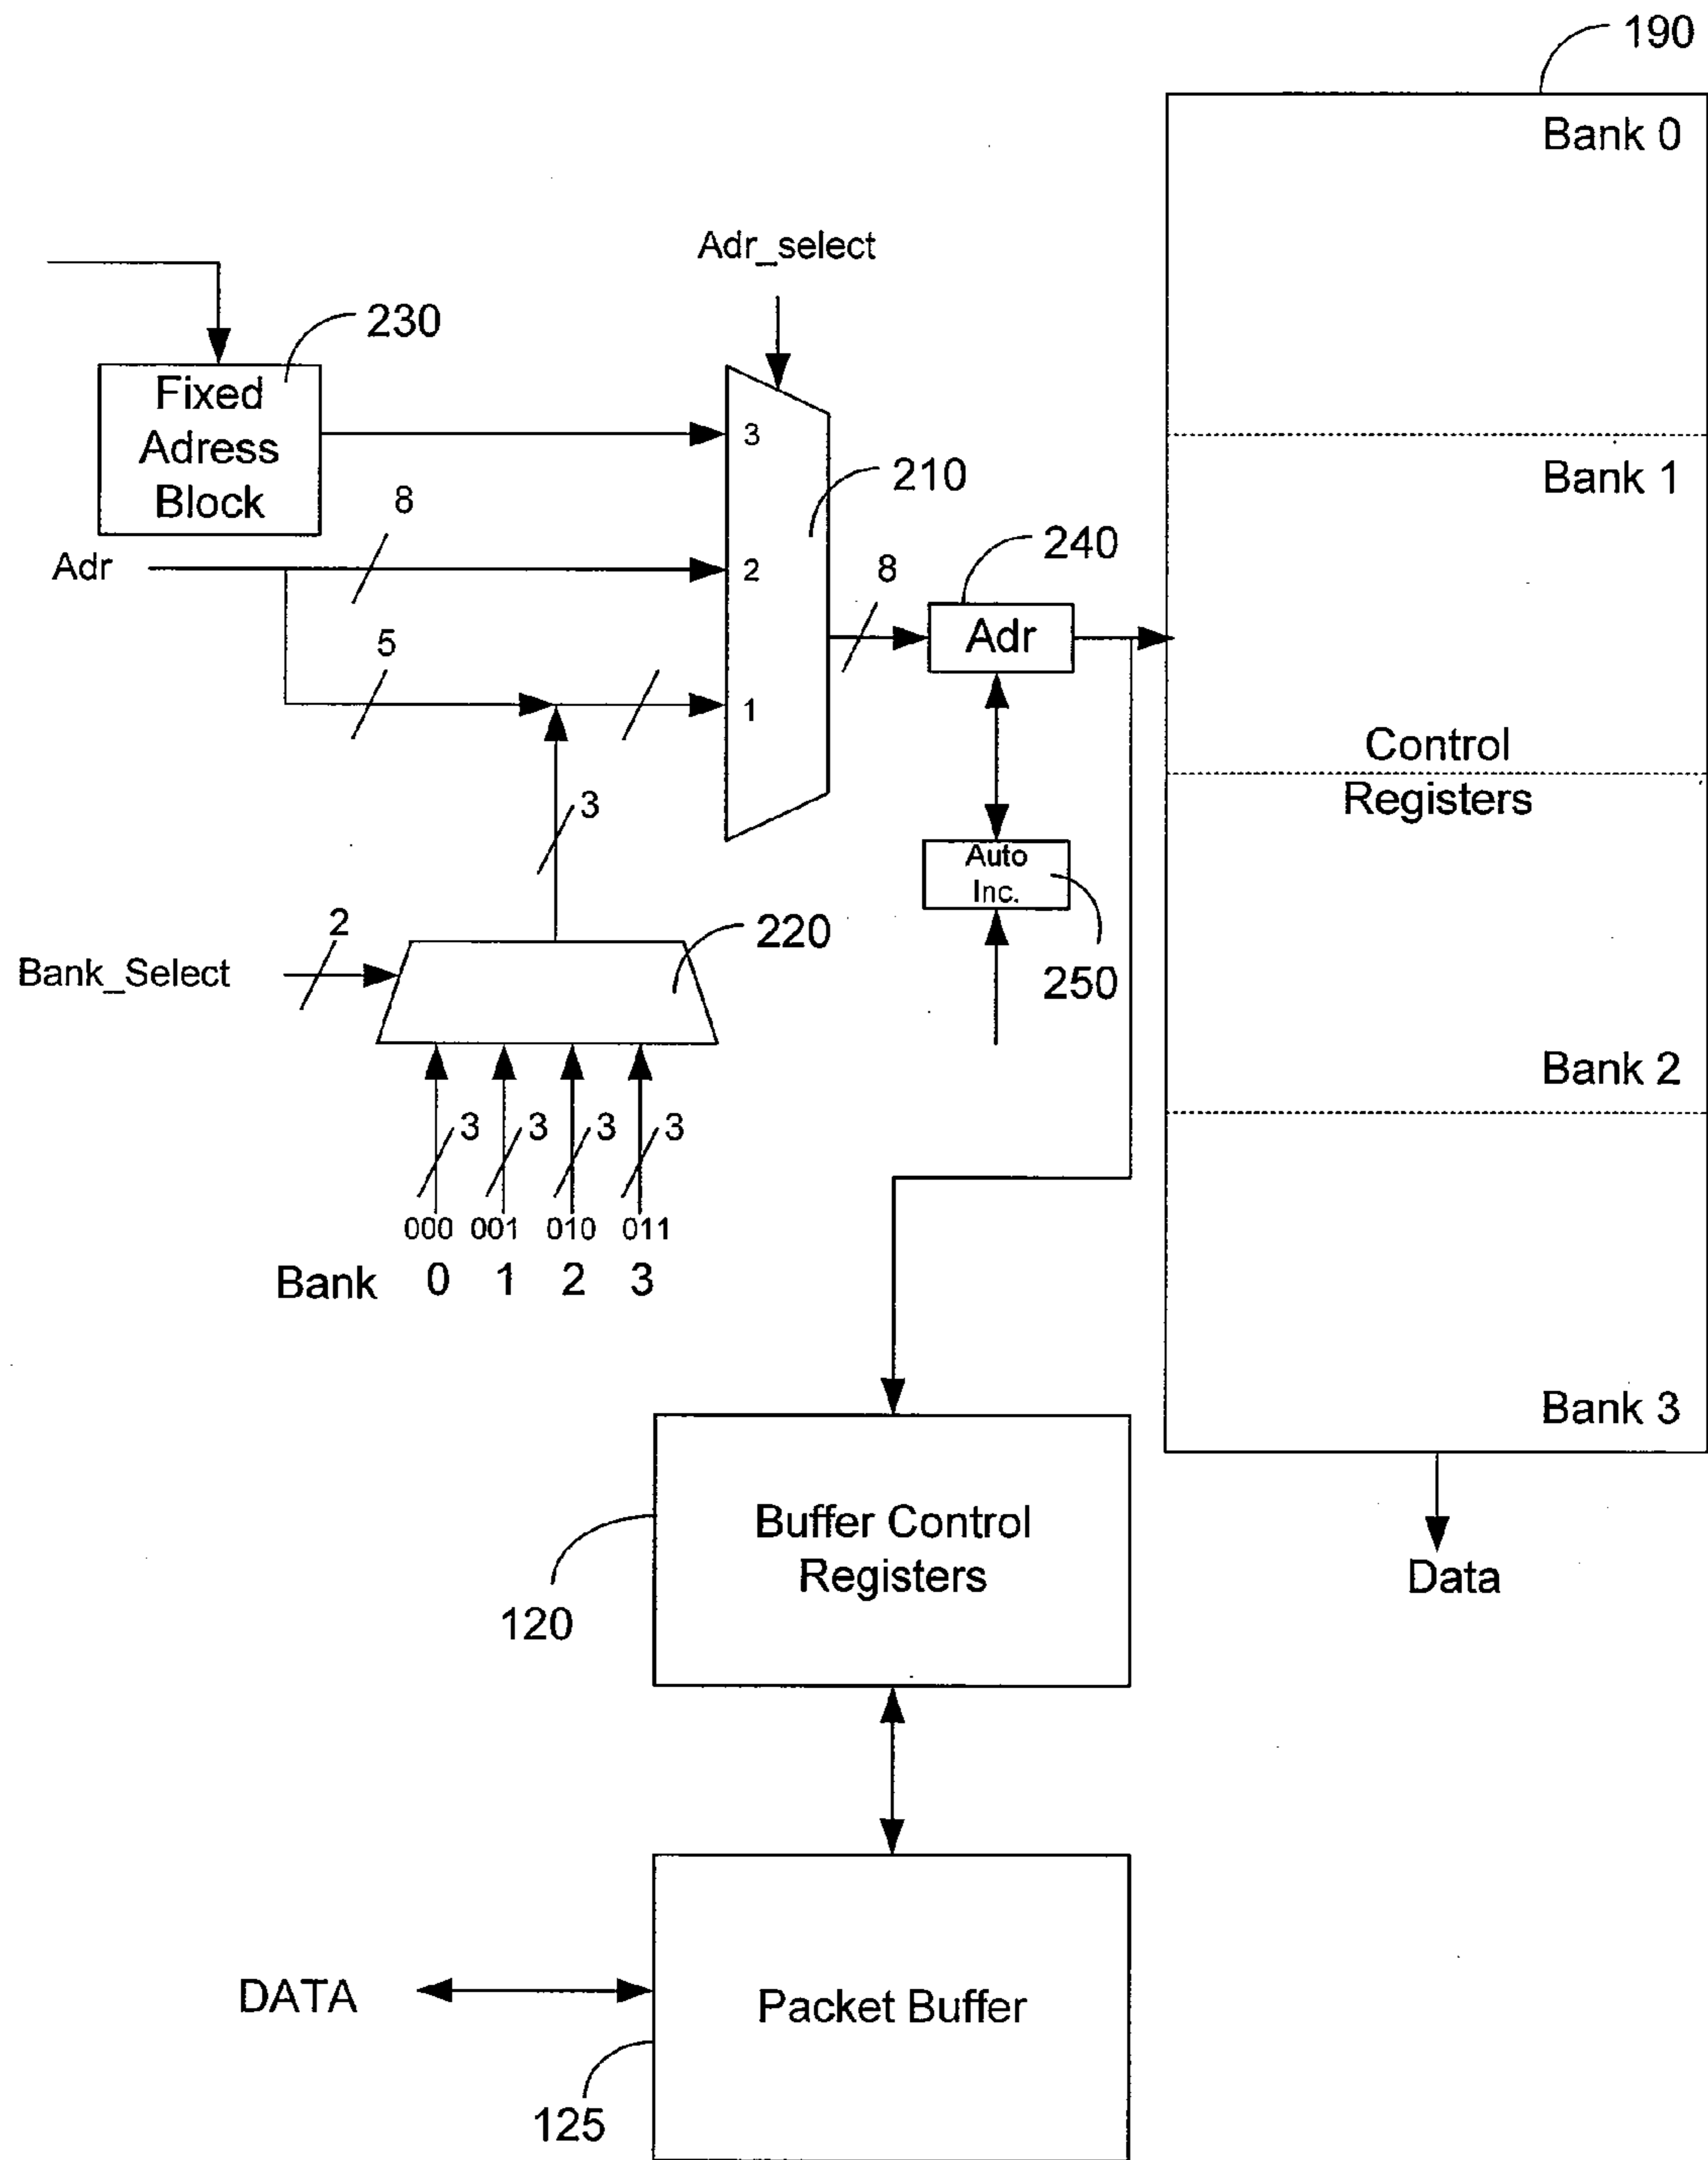 190
Bank 0
Adr_select
230
Fixed
Adress
Block
3
210
Bank 1
8
Adr
2
8
240
Adr
5
1
Control
Registers
3
Auto
Inc.
2
220
Bank_Select
250
Bank 2
3 3 3 3
000 001 010 011
Bank 0 1 2 3
Bank 3
Buffer Control
Registers
Data
120
DATA
Packet Buffer
125